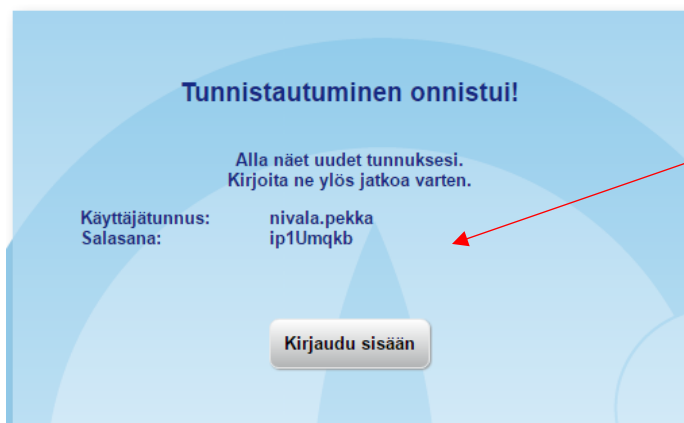 Tunnistautuminen onnistui!
Alla näet uudet tunnuksesi.
Kirjoita ne ylös jatkoa varten.
Käyttäjätunnus: nivala.pekka
Salasana: ip1Umqkb
Kirjaudu sisään